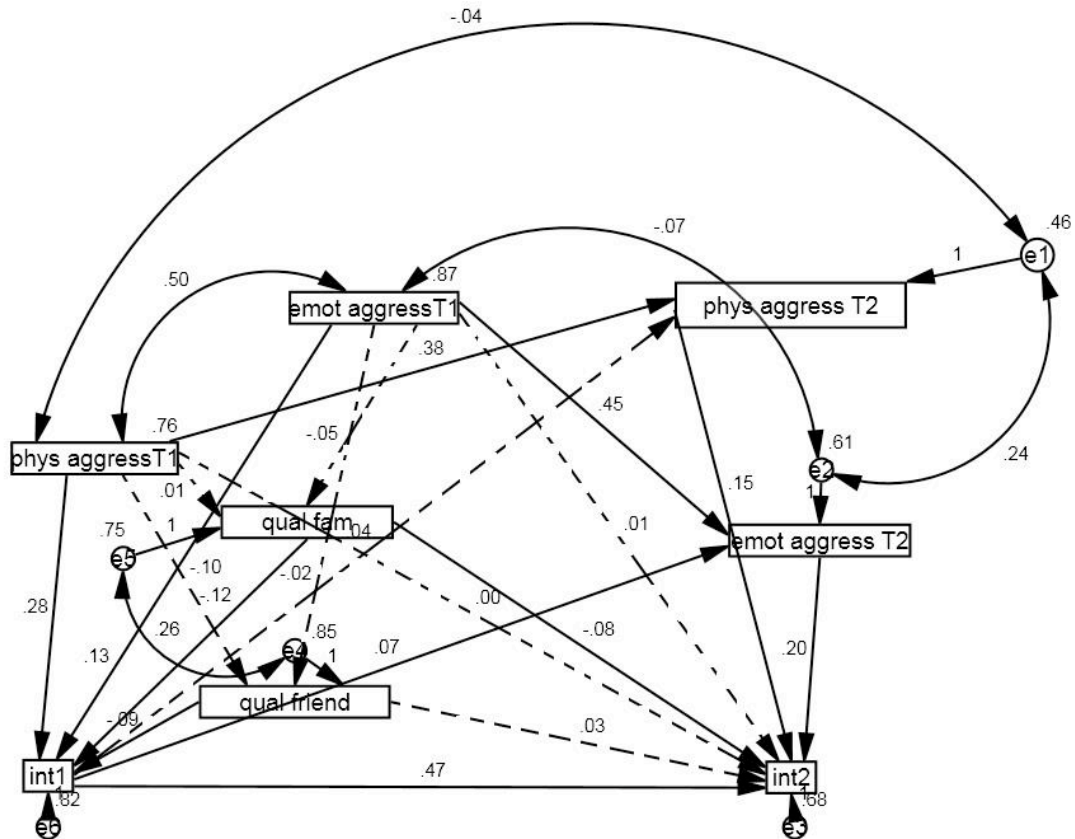 -.04
-.07
.46
e1
1
.50
.87
emot aggressT1
phys aggress T2
.38
.45
.76
-.05
.61
phys aggressT1
e2
.24
.01
.15
1
qual fam
.04
.01
emot aggress T2
.75
1
e5
-.10
-.02
-.12
.00
.28
.26
.85
-.08
e4
1
.07
.13
.20
qual friend
-.09
.03
int1
.47
int2
1
.82
1
.68
e6
e3